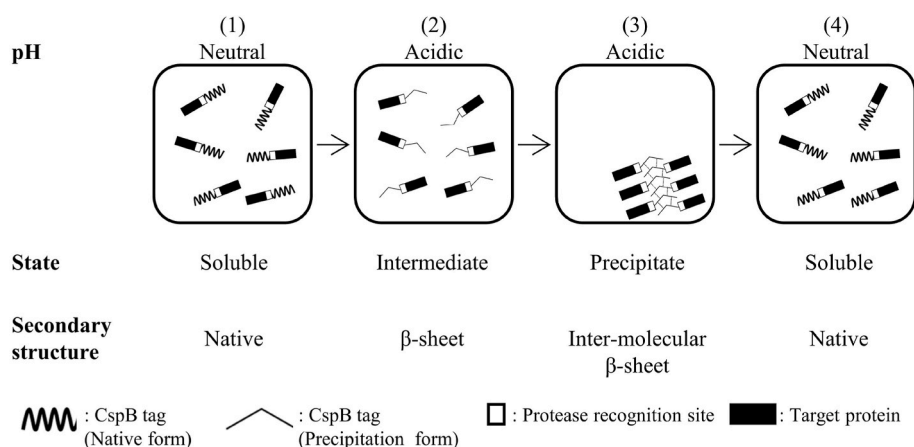 (1) (2) (3) (4)
pH Neutral Acidic Acidic Neutral
State Soluble Intermediate Precipitate Soluble
Secondary
structure Native β-sheet Inter-molecular
β-sheet Native
: CspB tag
(Native form)
: CspB tag
(Precipitation form)
: Protease recognition site
: Target protein